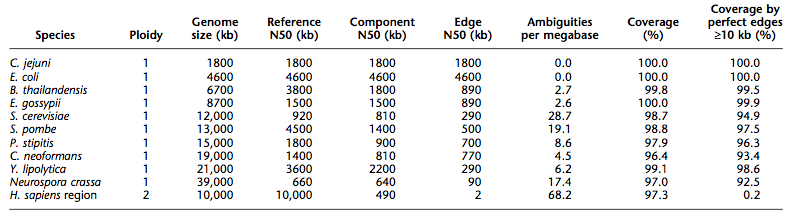 Species Ploidy Genome size (kb) Reference N50 (kb) Component N50 (kb) Edge N50 (kb) Ambiguities per megabase Coverage (%) Coverage by perfect edges ≥10 kb (%)
C. jejuni 1 1800 1800 1800 1800 0.0 100.0 100.0
E. coli 1 4600 4600 4600 4600 0.0 100.0 100.0
B. thailandensis 1 6700 3800 1800 890 2.7 99.8 99.5
E. gossypii 1 8700 1500 1500 890 2.6 100.0 99.9
S. cerevisiae 1 12,000 920 810 290 28.7 98.7 94.9
S. pombe 1 13,000 4500 1400 500 19.1 98.8 97.5
P. stipitis 1 15,000 1800 900 700 8.6 97.9 96.3
C. neoformans 1 19,000 1400 810 770 4.5 96.4 93.4
Y. lipolytica 1 21,000 3600 2200 290 6.2 99.1 98.6
Neurospora crassa 1 39,000 660 640 90 17.4 97.0 92.5
H. sapiens region 2 10,000 10,000 490 2 68.2 97.3 0.2